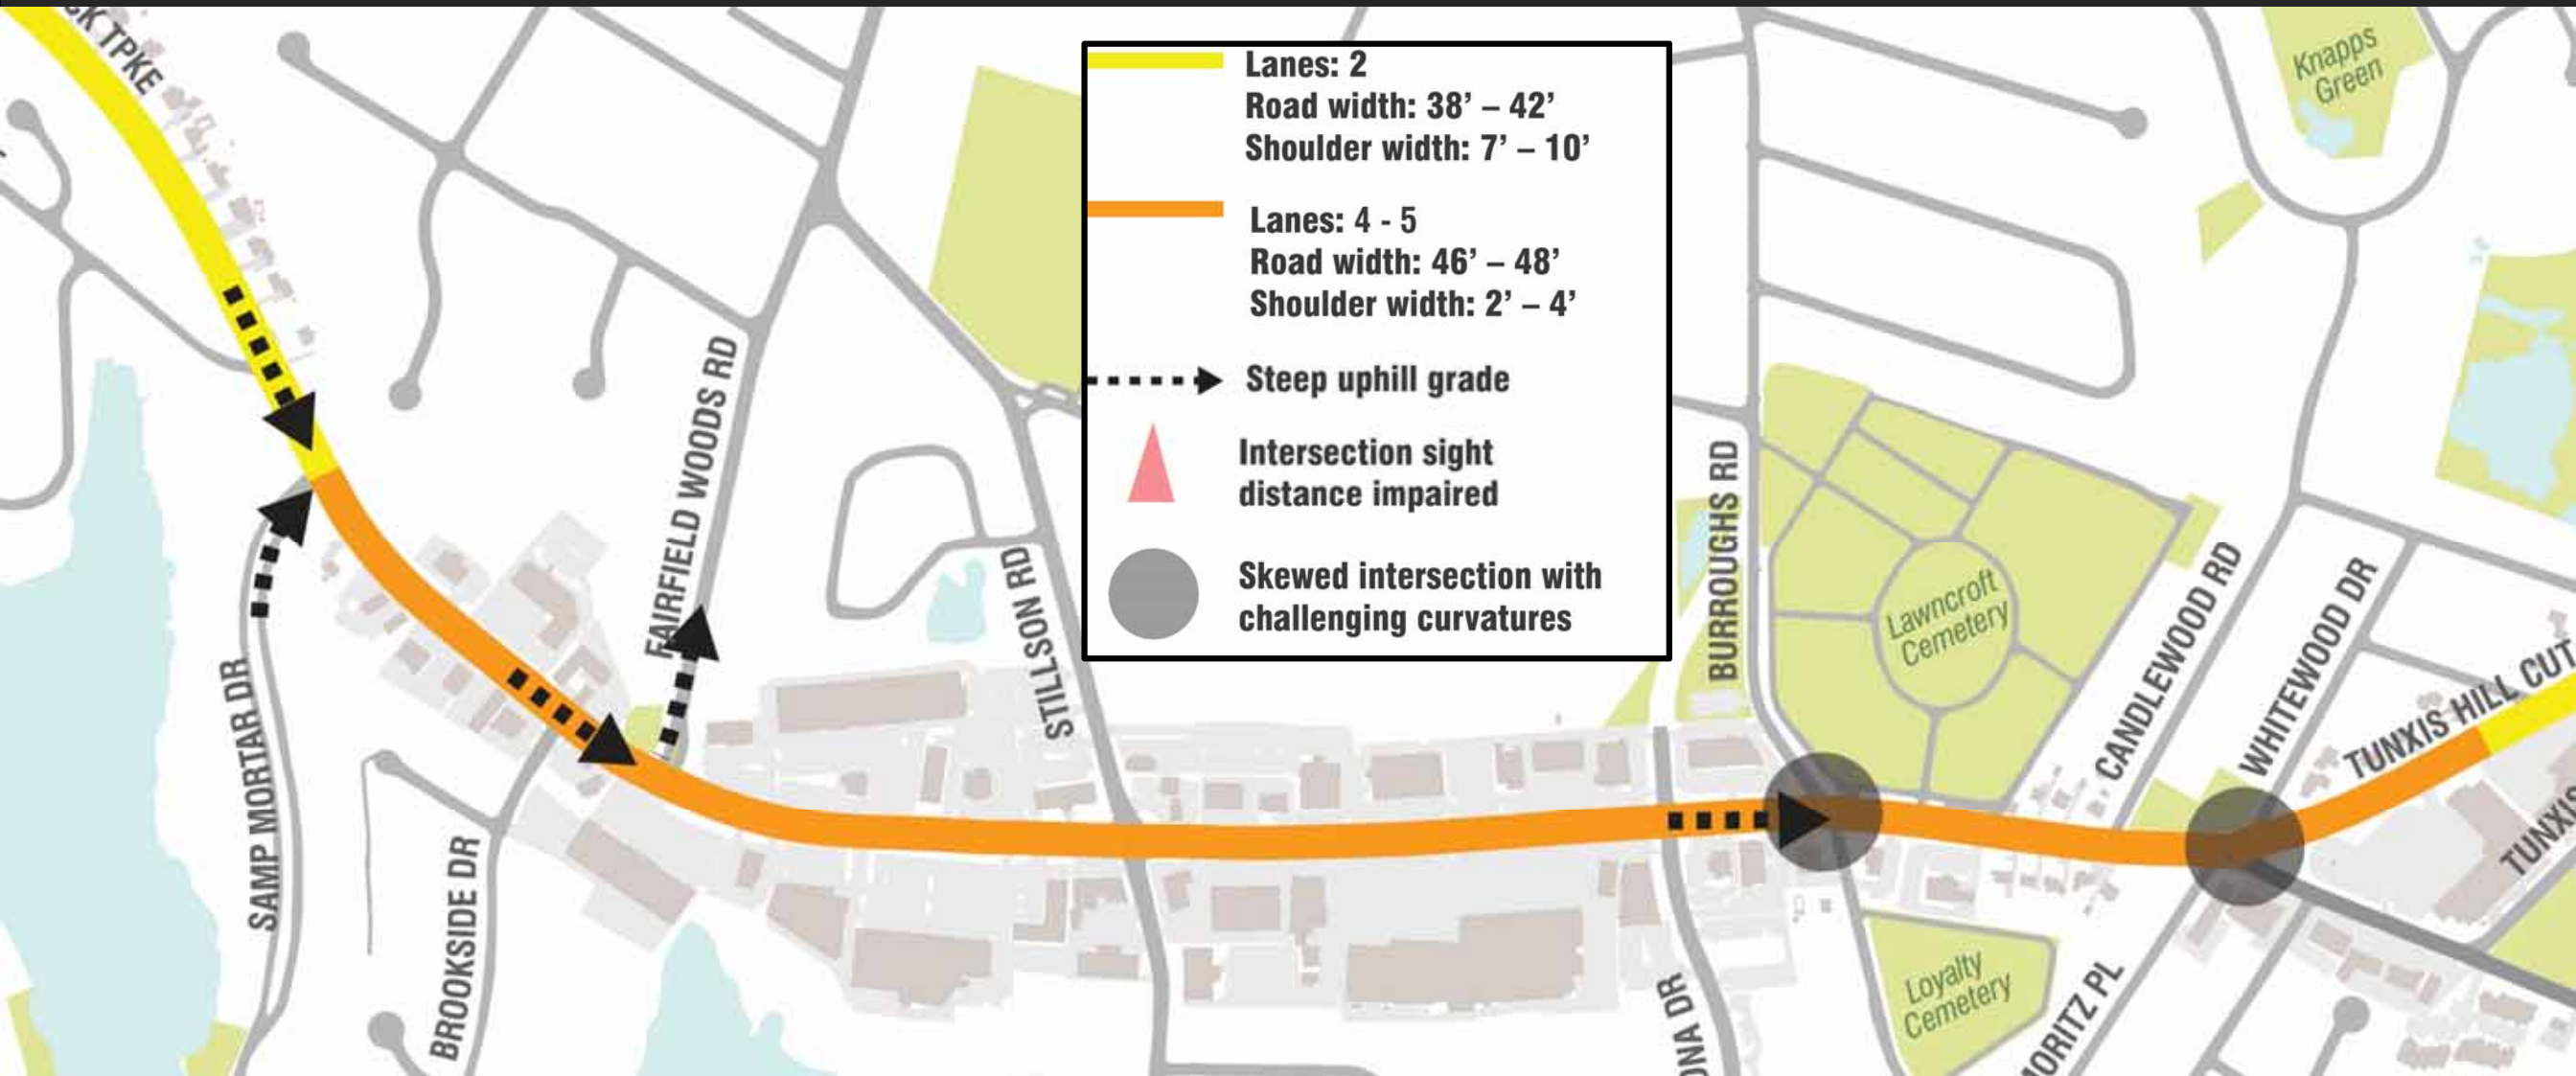 CK TPKE
Knapps
Green
Lanes: 2
Road width: 38’ – 42’
Shoulder width: 7’ – 10’
Lanes: 4 - 5
Road width: 46’ – 48’
Shoulder width: 2’ – 4’
Steep uphill grade
Intersection sight
distance impaired
Skewed intersection with
challenging curvatures
FAIRFIELD WOODS RD
STILLSON RD
BURROUGHS RD
Lawncroft
Cemetery
CANDLEWOOD RD
WHITEWOOD DR
TUNXIS HILL CUT
TUNXIS
SAMP MORTAR DR
BROOKSIDE DR
ONA DR
Loyalty
Cemetery
MORITZ PL